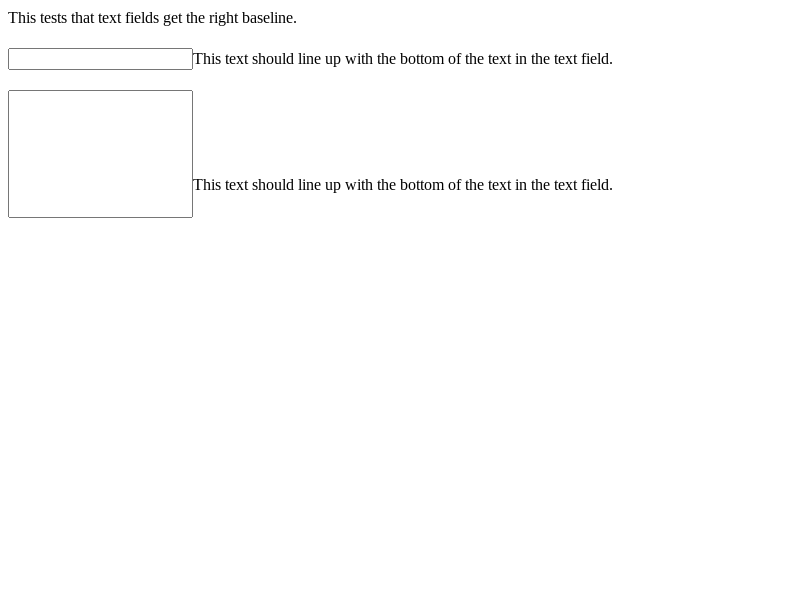 This tests that text fields get the right baseline.
This text should line up with the bottom of the text in the text field.
This text should line up with the bottom of the text in the text field.